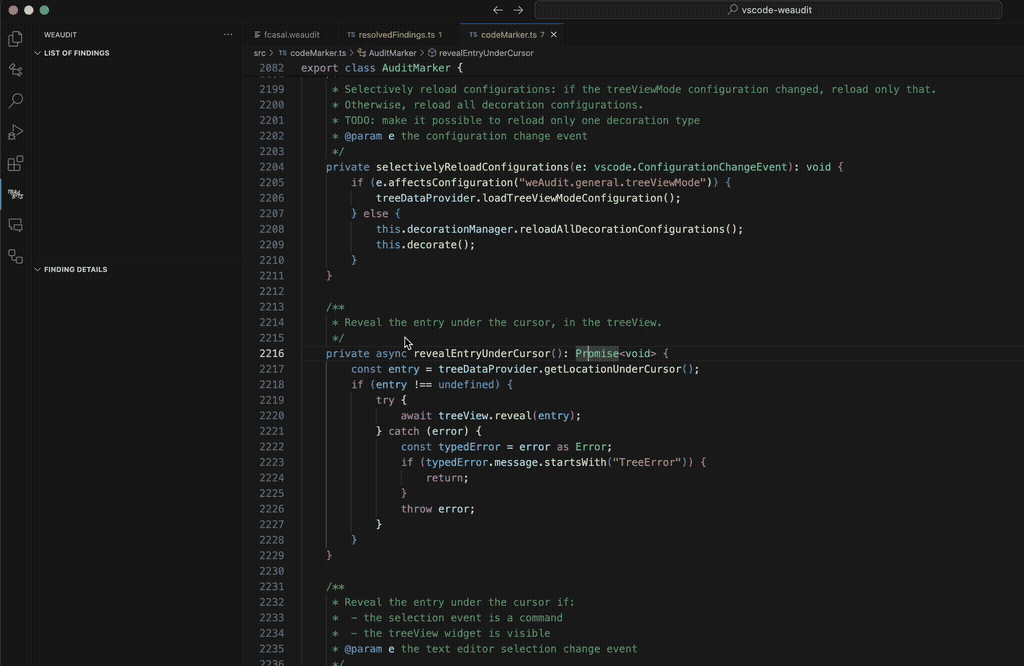 vscode-weaudit
WEAUDIT
LIST OF FINDINGS
FINDING DETAILS
fcasal.weaudit
TS resolvedFindings.ts 1
TS codeMarker.ts 7
src > TS codeMarker.ts > AuditMarker > revealEntryUnderCursor
2082 export class AuditMarker {
2199 * Selectively reload configurations: if the treeViewMode configuration changed, reload only that.
2200 * Otherwise, reload all decoration configurations.
2201 * TODO: make it possible to reload only one decoration type
2202 * @param e the configuration change event
2203 */
2204 private selectivelyReloadConfigurations(e: vscode.ConfigurationChangeEvent): void {
2205 if (e.affectsConfiguration("weAudit.general.treeViewMode")) {
2206 treeDataProvider.loadTreeViewModeConfiguration();
2207 } else {
2208 this.decorationManager.reloadAllDecorationConfigurations();
2209 this.decorate();
2210 }
2211 }
2212
2213 /**
2214 * Reveal the entry under the cursor, in the treeView.
2215 */
2216 private async revealEntryUnderCursor(): Promise<void> {
2217 const entry = treeDataProvider.getLocationUnderCursor();
2218 if (entry !== undefined) {
2219 try {
2220 await treeView.reveal(entry);
2221 } catch (error) {
2222 const typedError = error as Error;
2223 if (typedError.message.startsWith("TreeError")) {
2224 return;
2225 }
2226 throw error;
2227 }
2228 }
2229 }
2230
2231 /**
2232 * Reveal the entry under the cursor if:
2233 * - the selection event is a command
2234 * - the treeView widget is visible
2235 * @param e the text editor selection change event
2236 */